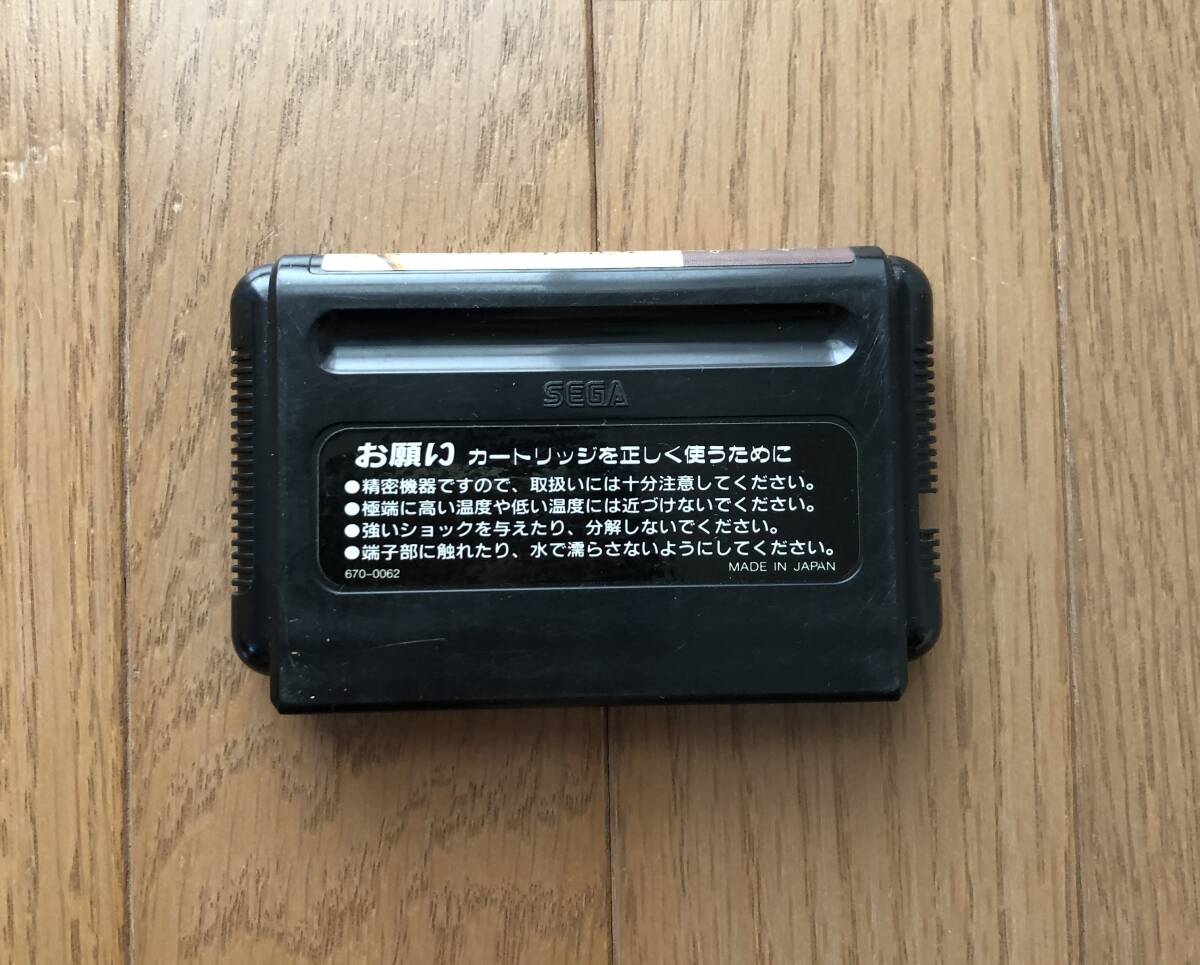 SEGA
お願い カートリッジを正しく使うために
●精密機器ですので、取扱いには十分注意してください。
●極端に高い温度や低い温度には近づけないでください。
●強いショックを与えたり、分解しないでください。
●端子部に触れたり、水で濡らさないようにしてください。
670-0062 MADE IN JAPAN